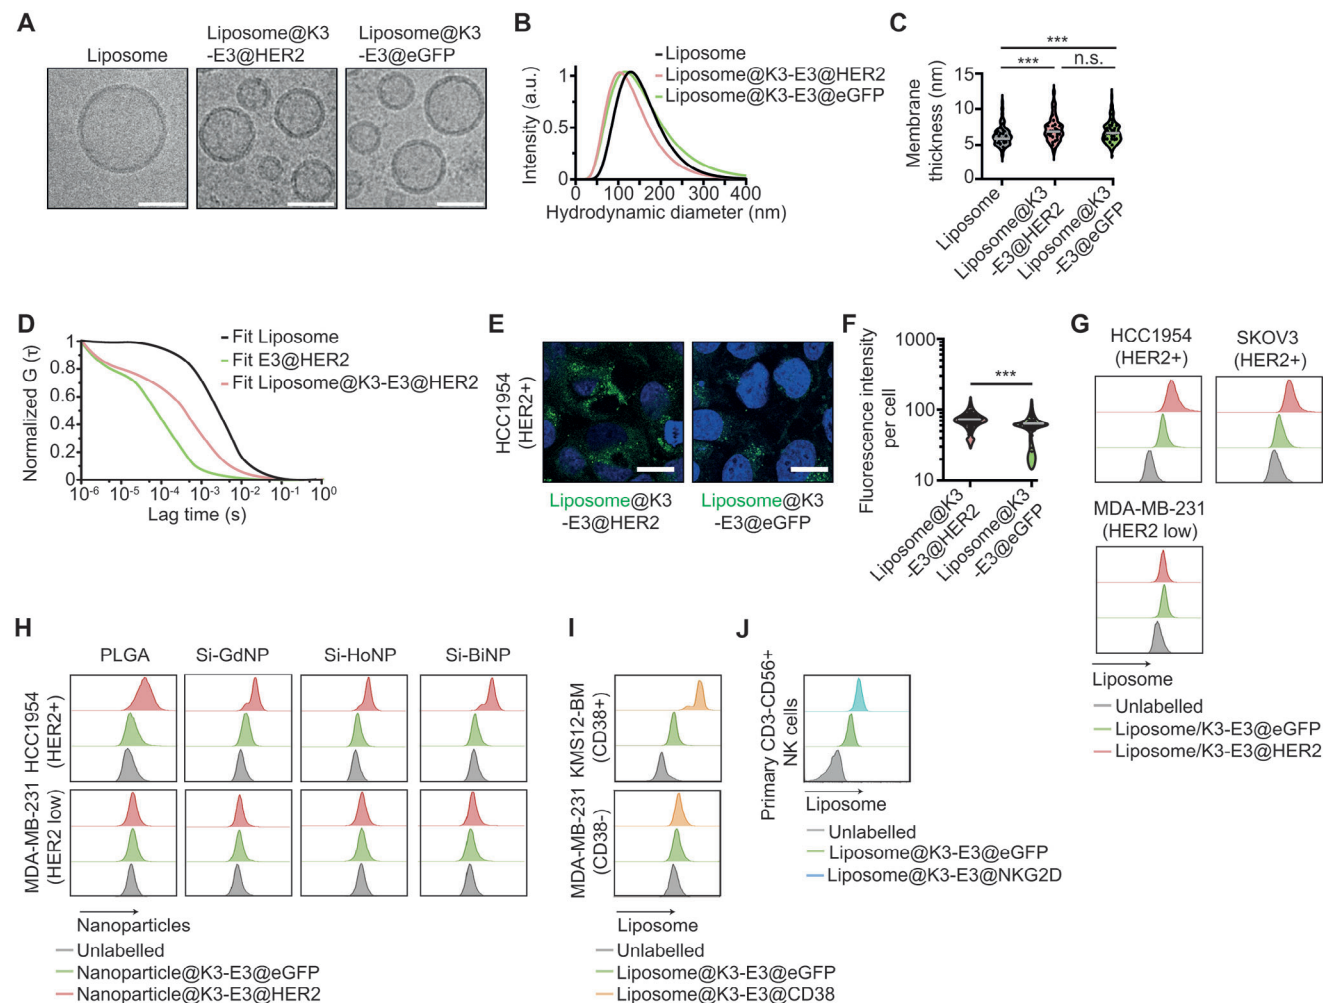 A
Liposome
Liposome@K3
-E3@HER2
Liposome@K3
-E3@eGFP
B
Intensity (a.u.)
1
0.5
0
0
100
200
300
400
Hydrodynamic diameter (nm)
Liposome
Liposome@K3-E3@HER2
Liposome@K3-E3@eGFP
C
Membrane
thickness (nm)
15
10
5
0
***
***
n.s.
Liposome
Liposome@K3
-E3@HER2
Liposome@K3
-E3@eGFP
D
Normalized G (τ)
1
0.8
0.6
0.4
0.2
0
10⁻⁶
10⁻⁵
10⁻⁴
10⁻³
10⁻²
10⁻¹
10⁰
Lag time (s)
Fit Liposome
Fit E3@HER2
Fit Liposome@K3-E3@HER2
E
HCC1954
(HER2+)
Liposome@K3
-E3@HER2
Liposome@K3
-E3@eGFP
F
Fluorescence intensity
per cell
1000
100
10
***
Liposome@K3
-E3@HER2
Liposome@K3
-E3@eGFP
G
HCC1954
(HER2+)
SKOV3
(HER2+)
MDA-MB-231
(HER2 low)
Liposome
Unlabelled
Liposome/K3-E3@eGFP
Liposome/K3-E3@HER2
H
PLGA
Si-GdNP
Si-HoNP
Si-BiNP
HCC1954
(HER2+)
MDA-MB-231
(HER2 low)
Nanoparticles
Unlabelled
Nanoparticle@K3-E3@eGFP
Nanoparticle@K3-E3@HER2
I
KMS12-BM
(CD38+)
MDA-MB-231
(CD38-)
Liposome
Unlabelled
Liposome@K3-E3@eGFP
Liposome@K3-E3@CD38
J
Primary CD3-CD56+
NK cells
Liposome
Unlabelled
Liposome@K3-E3@eGFP
Liposome@K3-E3@NKG2D